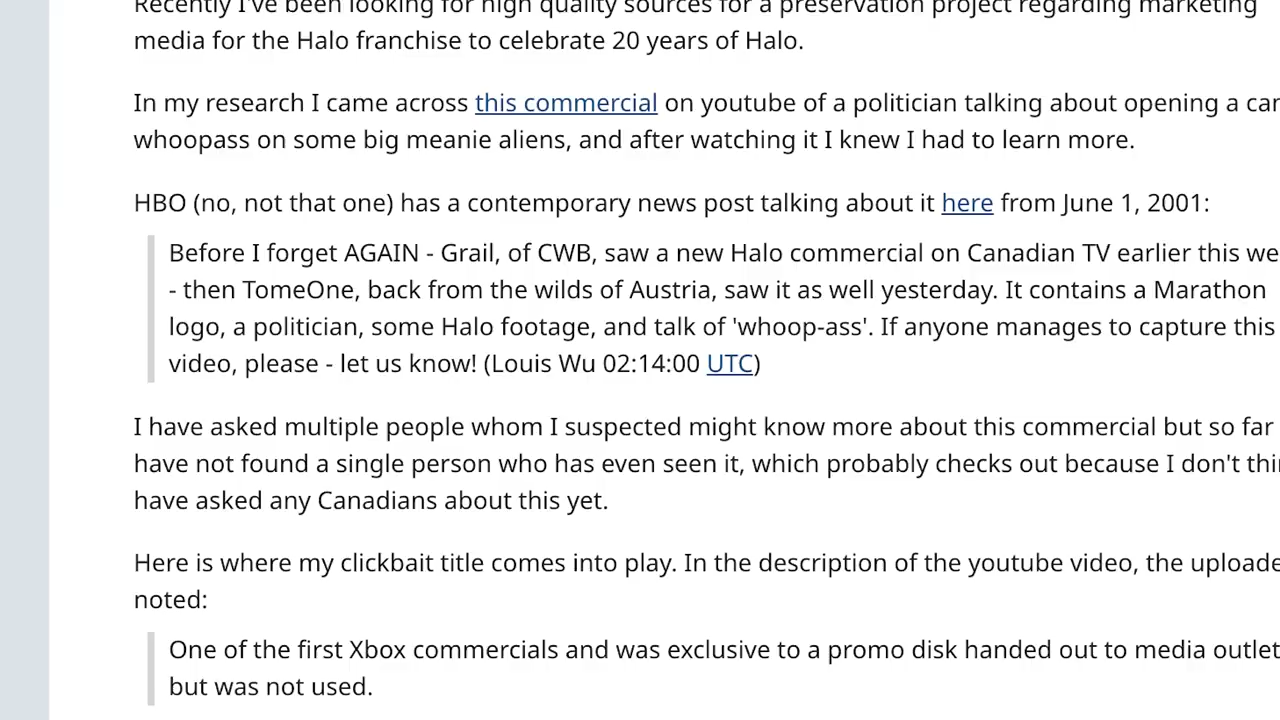 Recently I've been looking for high quality sources for a preservation project regarding marketing
media for the Halo franchise to celebrate 20 years of Halo.
In my research I came across this commercial on youtube of a politician talking about opening a
whoopass on some big meanie aliens, and after watching it I knew I had to learn more.
HBO (no, not that one) has a contemporary news post talking about it here from June 1, 2001:
Before I forget AGAIN - Grail, of CWB, saw a new Halo commercial on Canadian TV earlier this
- then TomeOne, back from the wilds of Austria, saw it as well yesterday. It contains a Marathon
logo, a politician, some Halo footage, and talk of 'whoop-ass'. If anyone manages to capture this
video, please - let us know! (Louis Wu 02:14:00 UTC)
I have asked multiple people whom I suspected might know more about this commercial but so far
have not found a single person who has even seen it, which probably checks out because I don't
have asked any Canadians about this yet.
Here is where my clickbait title comes into play. In the description of the youtube video, the
noted:
One of the first Xbox commercials and was exclusive to a promo disk handed out to media
but was not used.